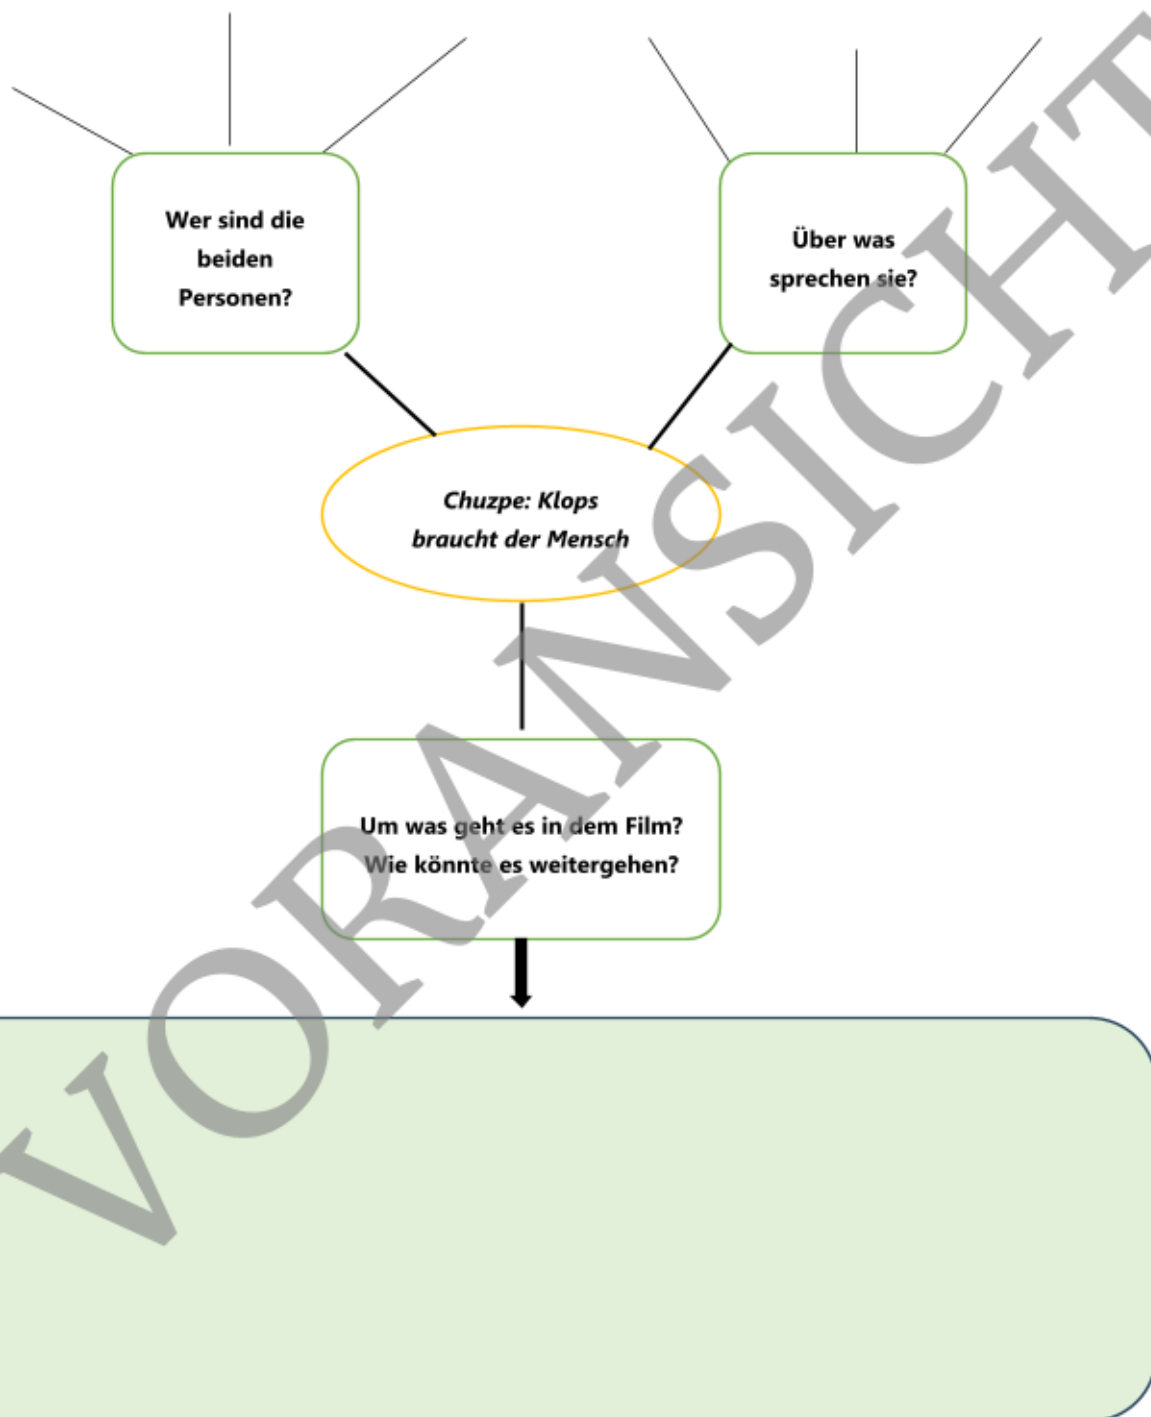 Wer sind die
beiden
Personen?
Über was
sprechen sie?
Chuzpe: Klops
braucht der Mensch
Um was geht es in dem Film?
Wie könnte es weitergehen?
VORANSICHT